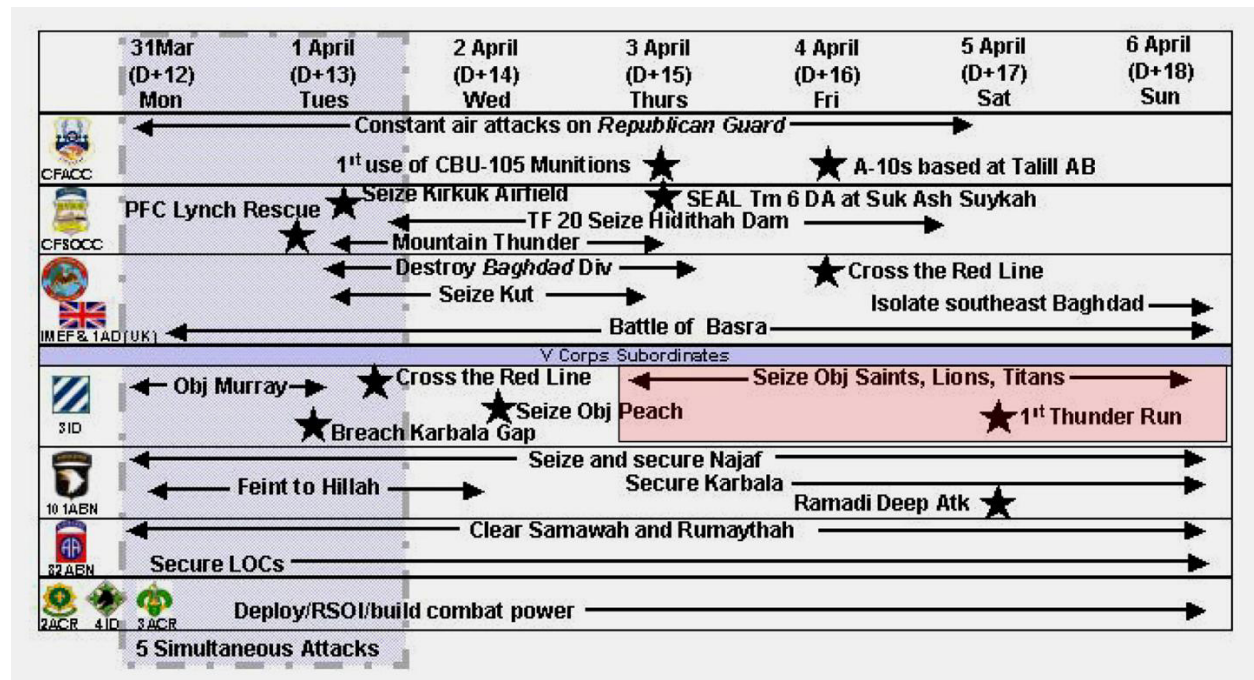 31Mar 1 April 2 April 3 April 4 April 5 April 6 April
(D+12) (D+13) (D+14) (D+15) (D+16) (D+17) (D+18)
Mon Tues Wed Thurs Fri Sat Sun
Constant air attacks on Republican Guard
1st use of CBU-105 Munitions A-10s based at Talill AB
CFACC
Seize Kirkuk Airfield SEAL Tm 6 DA at Suk Ash Suykah
PFC Lynch Rescue TF 20 Seize Hidithah Dam
CFSOCC Mountain Thunder
Destroy Baghdad Div Cross the Red Line
Seize Kut Isolate southeast Baghdad
IMEF & 1AD(UK) Battle of Basra
V Corps Subordinates
Obj Murray Cross the Red Line Seize Obj Saints, Lions, Titans
Seize Obj Peach 1st Thunder Run
3ID Breach Karbala Gap
Seize and secure Najaf
Feint to Hillah Secure Karbala
101ABN Ramadi Deep Atk
AA Clear Samawah and Rumaythah
82ABN Secure LOCs
Deploy/RSOI/build combat power
2ACR 4ID 3ACR
5 Simultaneous Attacks